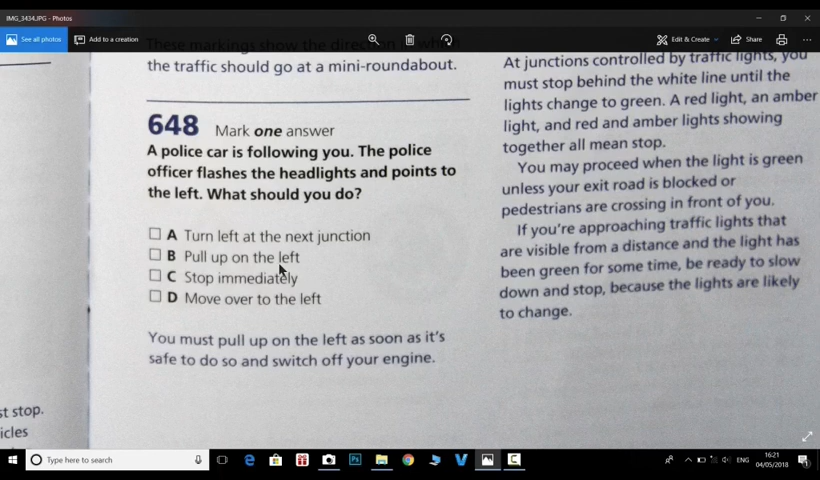 IMG_3434.JPG - Photos
See all photos
Add to a creation
Edit & Create
Share
These markings show the direction in which
the traffic should go at a mini-roundabout.
648 Mark one answer
A police car is following you. The police
officer flashes the headlights and points to
the left. What should you do?
A Turn left at the next junction
B Pull up on the left
C Stop immediately
D Move over to the left
You must pull up on the left as soon as it's
safe to do so and switch off your engine.
At junctions controlled by traffic lights, you
must stop behind the white line until the
lights change to green. A red light, an amber
light, and red and amber lights showing
together all mean stop.
You may proceed when the light is green
unless your exit road is blocked or
pedestrians are crossing in front of you.
If you're approaching traffic lights that
are visible from a distance and the light has
been green for some time, be ready to slow
down and stop, because the lights are likely
to change.
st stop.
icles
Type here to search
ENG
16:21
04/05/2018